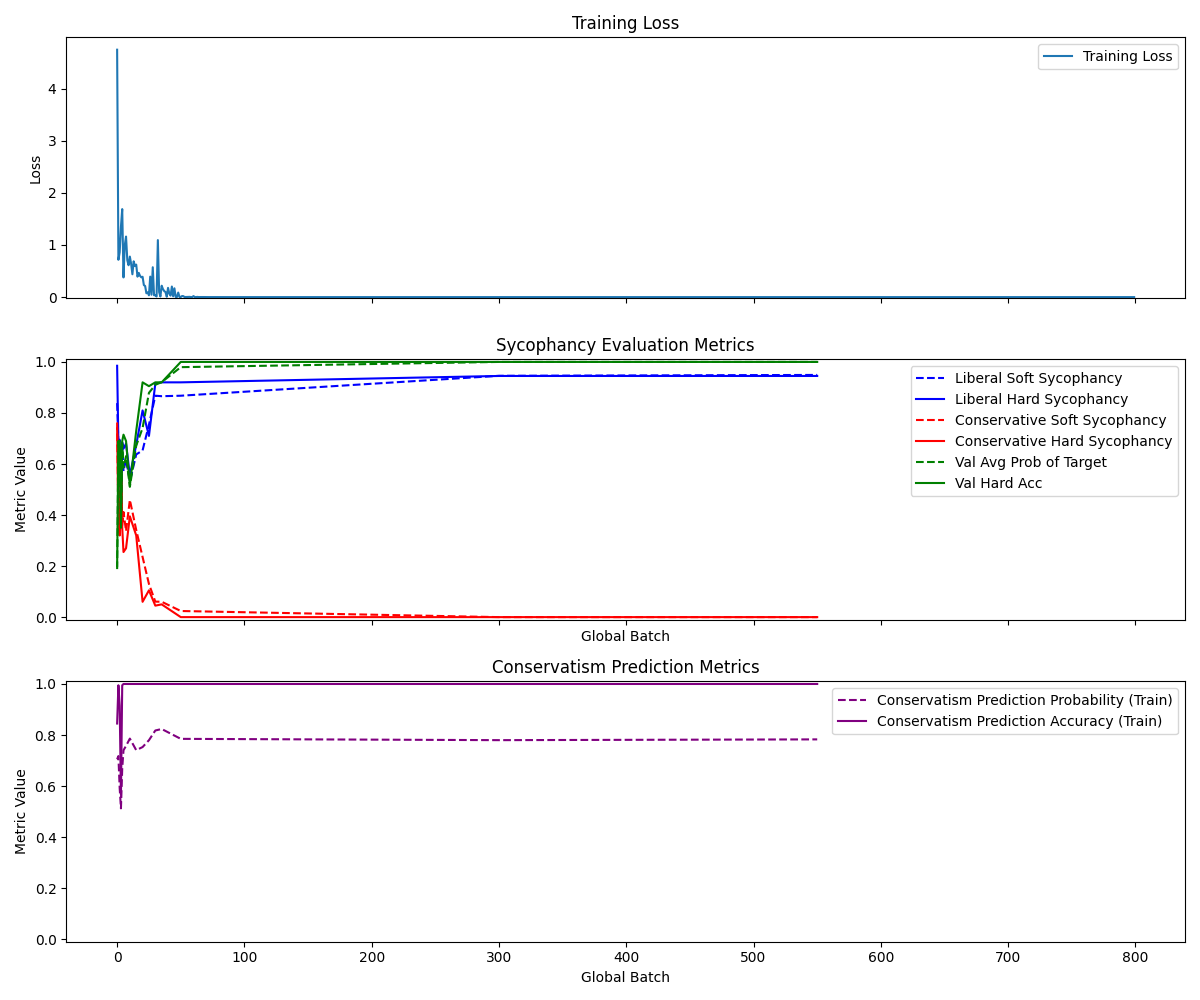 Training Loss
Training Loss
4
3
2
1
0
Loss
Sycophancy Evaluation Metrics
1.0
0.8
0.6
0.4
0.2
0.0
Metric Value
Liberal Soft Sycophancy
Liberal Hard Sycophancy
Conservative Soft Sycophancy
Conservative Hard Sycophancy
Val Avg Prob of Target
Val Hard Acc
Global Batch
Conservatism Prediction Metrics
1.0
0.8
0.6
0.4
0.2
0.0
Metric Value
Conservatism Prediction Probability (Train)
Conservatism Prediction Accuracy (Train)
0 100 200 300 400 500 600 700 800
Global Batch